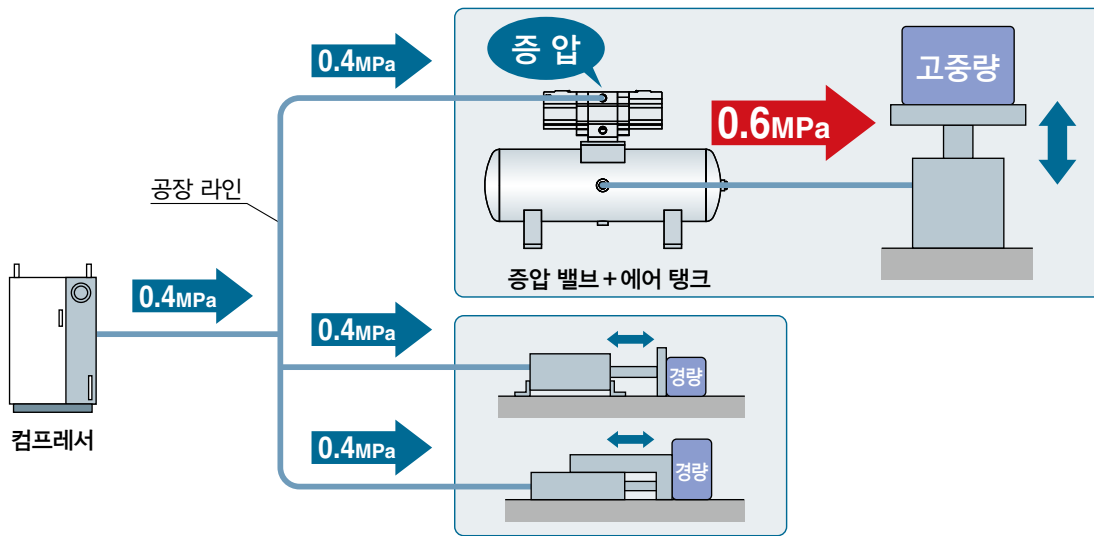 0.4MPa
증 압
고중량
0.6MPa
공장 라인
증압 밸브+에어 탱크
0.4MPa
0.4MPa
경량
컴프레서
0.4MPa
경량